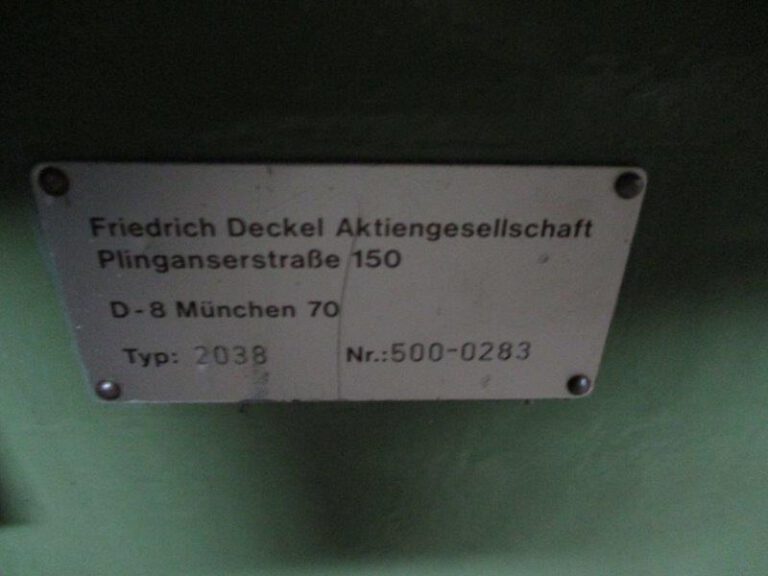 Friedrich Deckel Aktiengesellschaft
Plinganserstraße 150
D-8 München 70
Typ: 2038 Nr.:500-0283